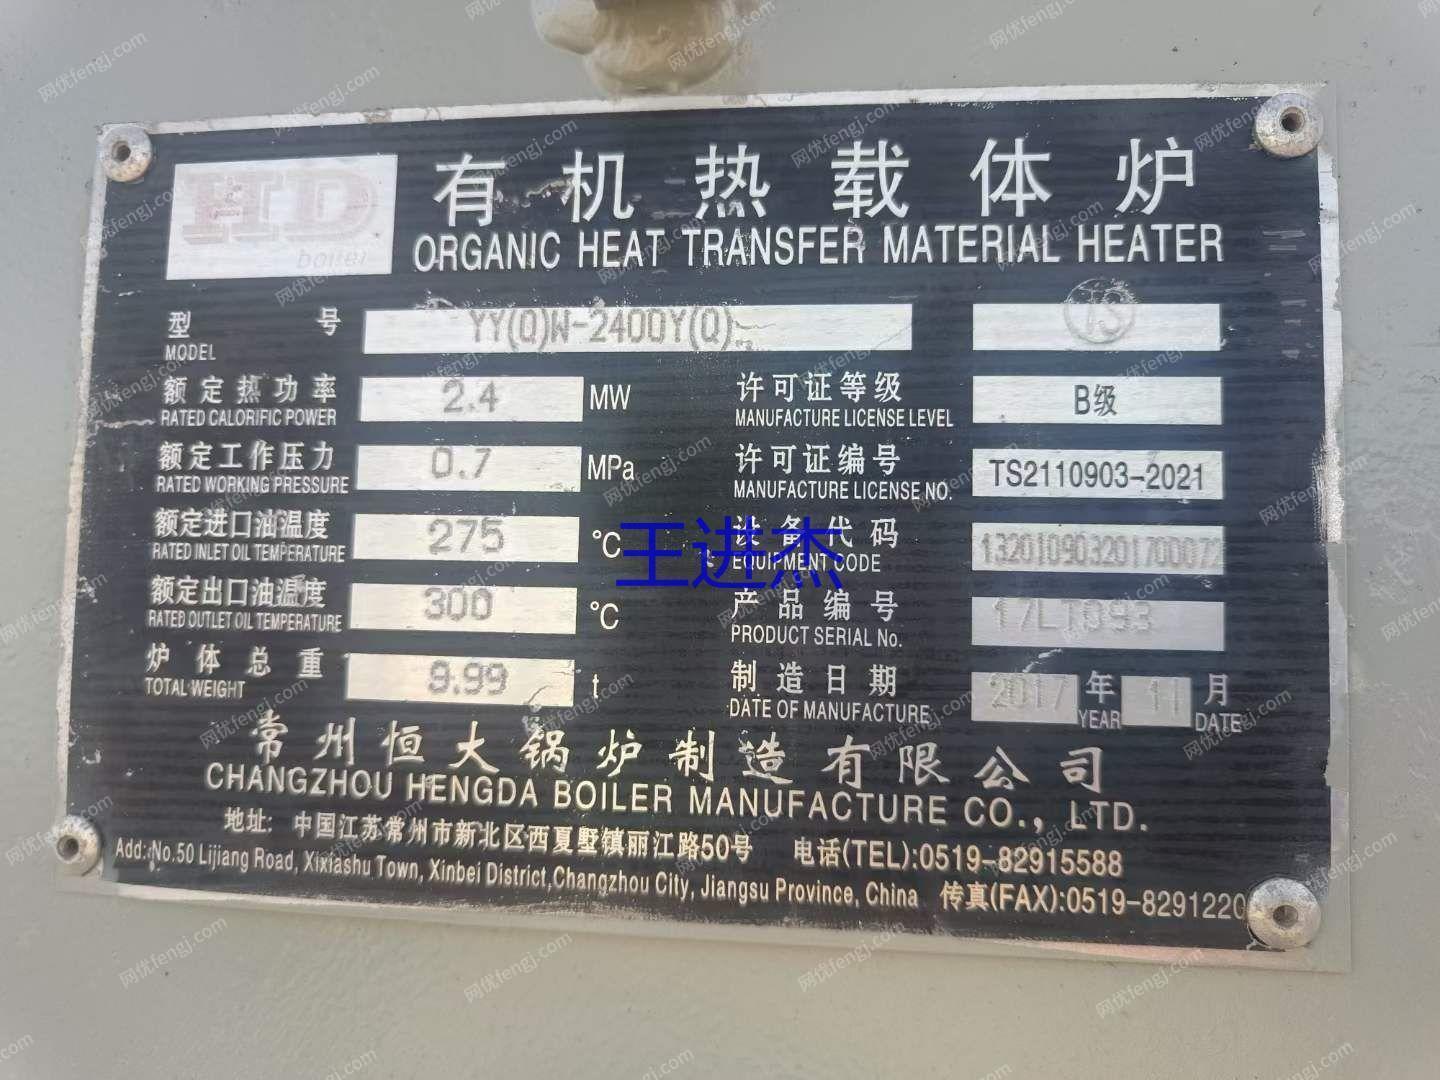 HD
boiler
有机热载体炉
ORGANIC HEAT TRANSFER MATERIAL HEATER
型号 YY(Q)W-2400Y(Q) TS
MODEL
额定热功率 2.4 MW 许可证等级 B级
RATED CALORIFIC POWER MANUFACTURE LICENSE LEVEL
额定工作压力 0.7 MPa 许可证编号 TS2110903-2021
RATED WORKING PRESSURE MANUFACTURE LICENSE NO.
额定进口油温度 275 ℃ 设备代码 13201090320170007
RATED INLET OIL TEMPERATURE EQUIPMENT CODE
王进杰
额定出口油温度 300 ℃ 产品编号 17LT093
RATED OUTLET OIL TEMPERATURE PRODUCT SERIAL No.
炉体总重 9.99 t 制造日期 2017 年 11 月
TOTAL WEIGHT DATE OF MANUFACTURE YEAR DATE
常州恒大锅炉制造有限公司
CHANGZHOU HENGDA BOILER MANUFACTURE CO., LTD.
地址: 中国江苏常州市新北区西夏墅镇丽江路50号 电话(TEL):0519-82915588
Add: No.50 Lijiang Road, Xixiashu Town, Xinbei District,Changzhou City, Jiangsu Province, China 传真(FAX):0519-8291220
网优fengj.com